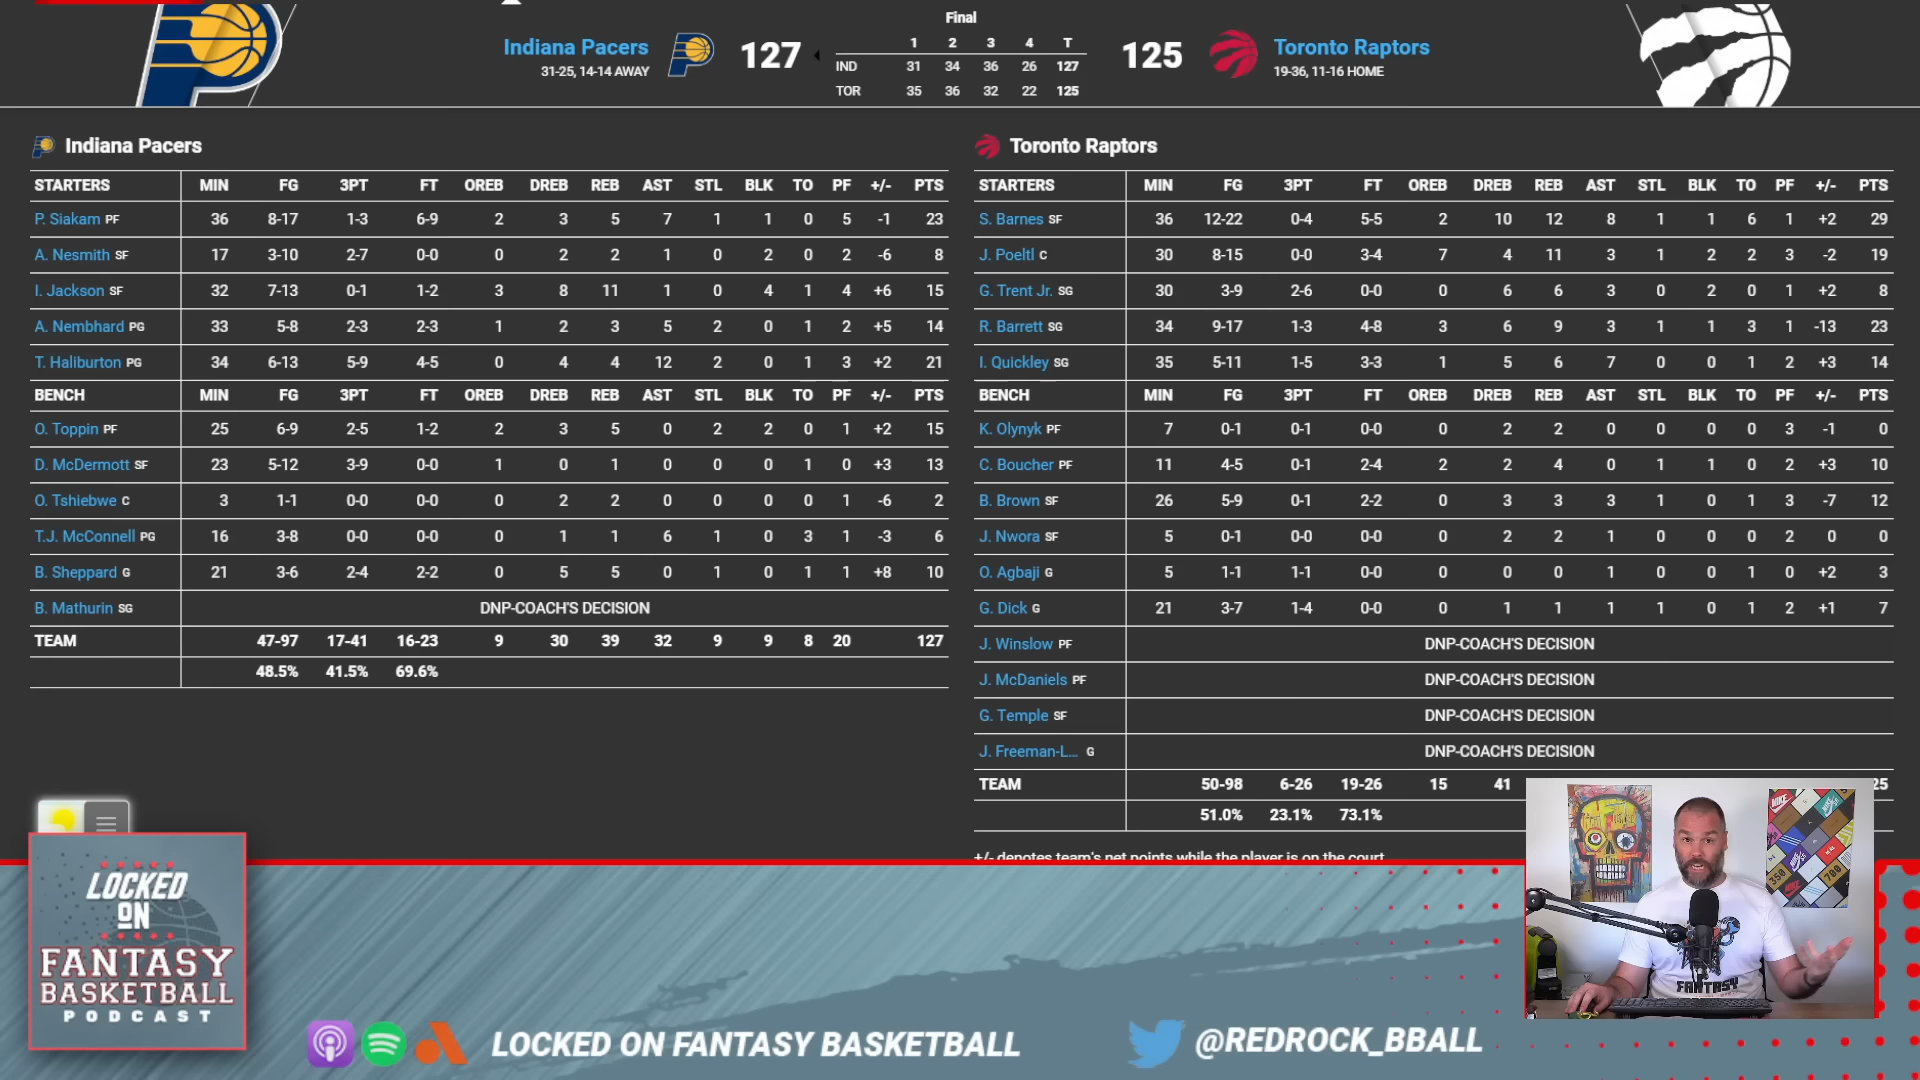 Final
Indiana Pacers 127 1 2 3 4 T 125 Toronto Raptors
31-25, 14-14 AWAY IND 31 34 36 26 127 19-36, 11-16 HOME
TOR 35 36 32 22 125
Indiana Pacers
STARTERS MIN FG 3PT FT OREB DREB REB AST STL BLK TO PF +/- PTS
P. Siakam PF 36 8-17 1-3 6-9 2 3 5 7 1 1 0 5 -1 23
A. Nesmith SF 17 3-10 2-7 0-0 0 2 2 1 0 2 0 2 -6 8
I. Jackson SF 32 7-13 0-1 1-2 3 8 11 1 0 4 1 4 +6 15
A. Nembhard PG 33 5-8 2-3 2-3 1 2 3 5 2 0 1 2 +5 14
T. Haliburton PG 34 6-13 5-9 4-5 0 4 4 12 2 0 1 3 +2 21
BENCH MIN FG 3PT FT OREB DREB REB AST STL BLK TO PF +/- PTS
O. Toppin PF 25 6-9 2-5 1-2 2 3 5 0 2 2 0 1 +2 15
D. McDermott SF 23 5-12 3-9 0-0 1 0 1 0 0 0 1 0 +3 13
O. Tshiebwe C 3 1-1 0-0 0-0 0 2 2 0 0 0 0 1 -6 2
T.J. McConnell PG 16 3-8 0-0 0-0 0 1 1 6 1 0 3 1 -3 6
B. Sheppard G 21 3-6 2-4 2-2 0 5 5 0 1 0 1 1 +8 10
B. Mathurin SG DNP-COACH'S DECISION
TEAM 47-97 17-41 16-23 9 30 39 32 9 9 8 20 127
48.5% 41.5% 69.6%
Toronto Raptors
STARTERS MIN FG 3PT FT OREB DREB REB AST STL BLK TO PF +/- PTS
S. Barnes SF 36 12-22 0-4 5-5 2 10 12 8 1 1 6 1 +2 29
J. Poeltl C 30 8-15 0-0 3-4 7 4 11 3 1 2 2 3 -2 19
G. Trent Jr. SG 30 3-9 2-6 0-0 0 6 6 3 0 2 0 1 +2 8
R. Barrett SG 34 9-17 1-3 4-8 3 6 9 3 1 1 3 1 -13 23
I. Quickley SG 35 5-11 1-5 3-3 1 5 6 7 0 0 1 2 +3 14
BENCH MIN FG 3PT FT OREB DREB REB AST STL BLK TO PF +/- PTS
K. Olynyk PF 7 0-1 0-1 0-0 0 2 2 0 0 0 0 3 -1 0
C. Boucher PF 11 4-5 0-1 2-4 2 2 4 0 1 1 0 2 +3 10
B. Brown SF 26 5-9 0-1 2-2 0 3 3 3 1 0 1 3 -7 12
J. Nwora SF 5 0-1 0-0 0-0 0 2 2 1 0 0 0 2 0 0
O. Agbaji G 5 1-1 1-1 0-0 0 0 0 1 0 0 1 0 +2 3
G. Dick G 21 3-7 1-4 0-0 0 1 1 1 1 0 1 2 +1 7
J. Winslow PF DNP-COACH'S DECISION
J. McDaniels PF DNP-COACH'S DECISION
G. Temple SF DNP-COACH'S DECISION
J. Freeman-L... G DNP-COACH'S DECISION
TEAM 50-98 6-26 19-26 15 41 25
51.0% 23.1% 73.1%
+/- denotes team's net points while the player is on the court
LOCKED
ON
FANTASY
BASKETBALL
PODCAST
LOCKED ON FANTASY BASKETBALL
@REDROCK_BBALL
NIKE
350
700
FANTASY